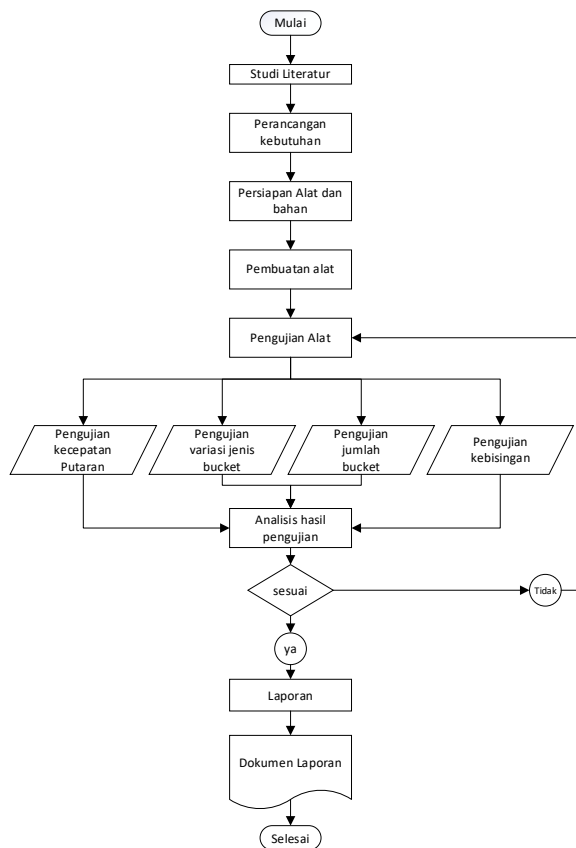 Mulai
Studi Literatur
Perancangan
kebutuhan
Persiapan Alat dan
bahan
Pembuatan alat
Pengujian Alat
Pengujian
kecepatan
Putaran
Pengujian
variasi jenis
bucket
Pengujian
jumlah
bucket
Pengujian
kebisingan
Analisis hasil
pengujian
sesuai
Tidak
ya
Laporan
Dokumen Laporan
Selesai